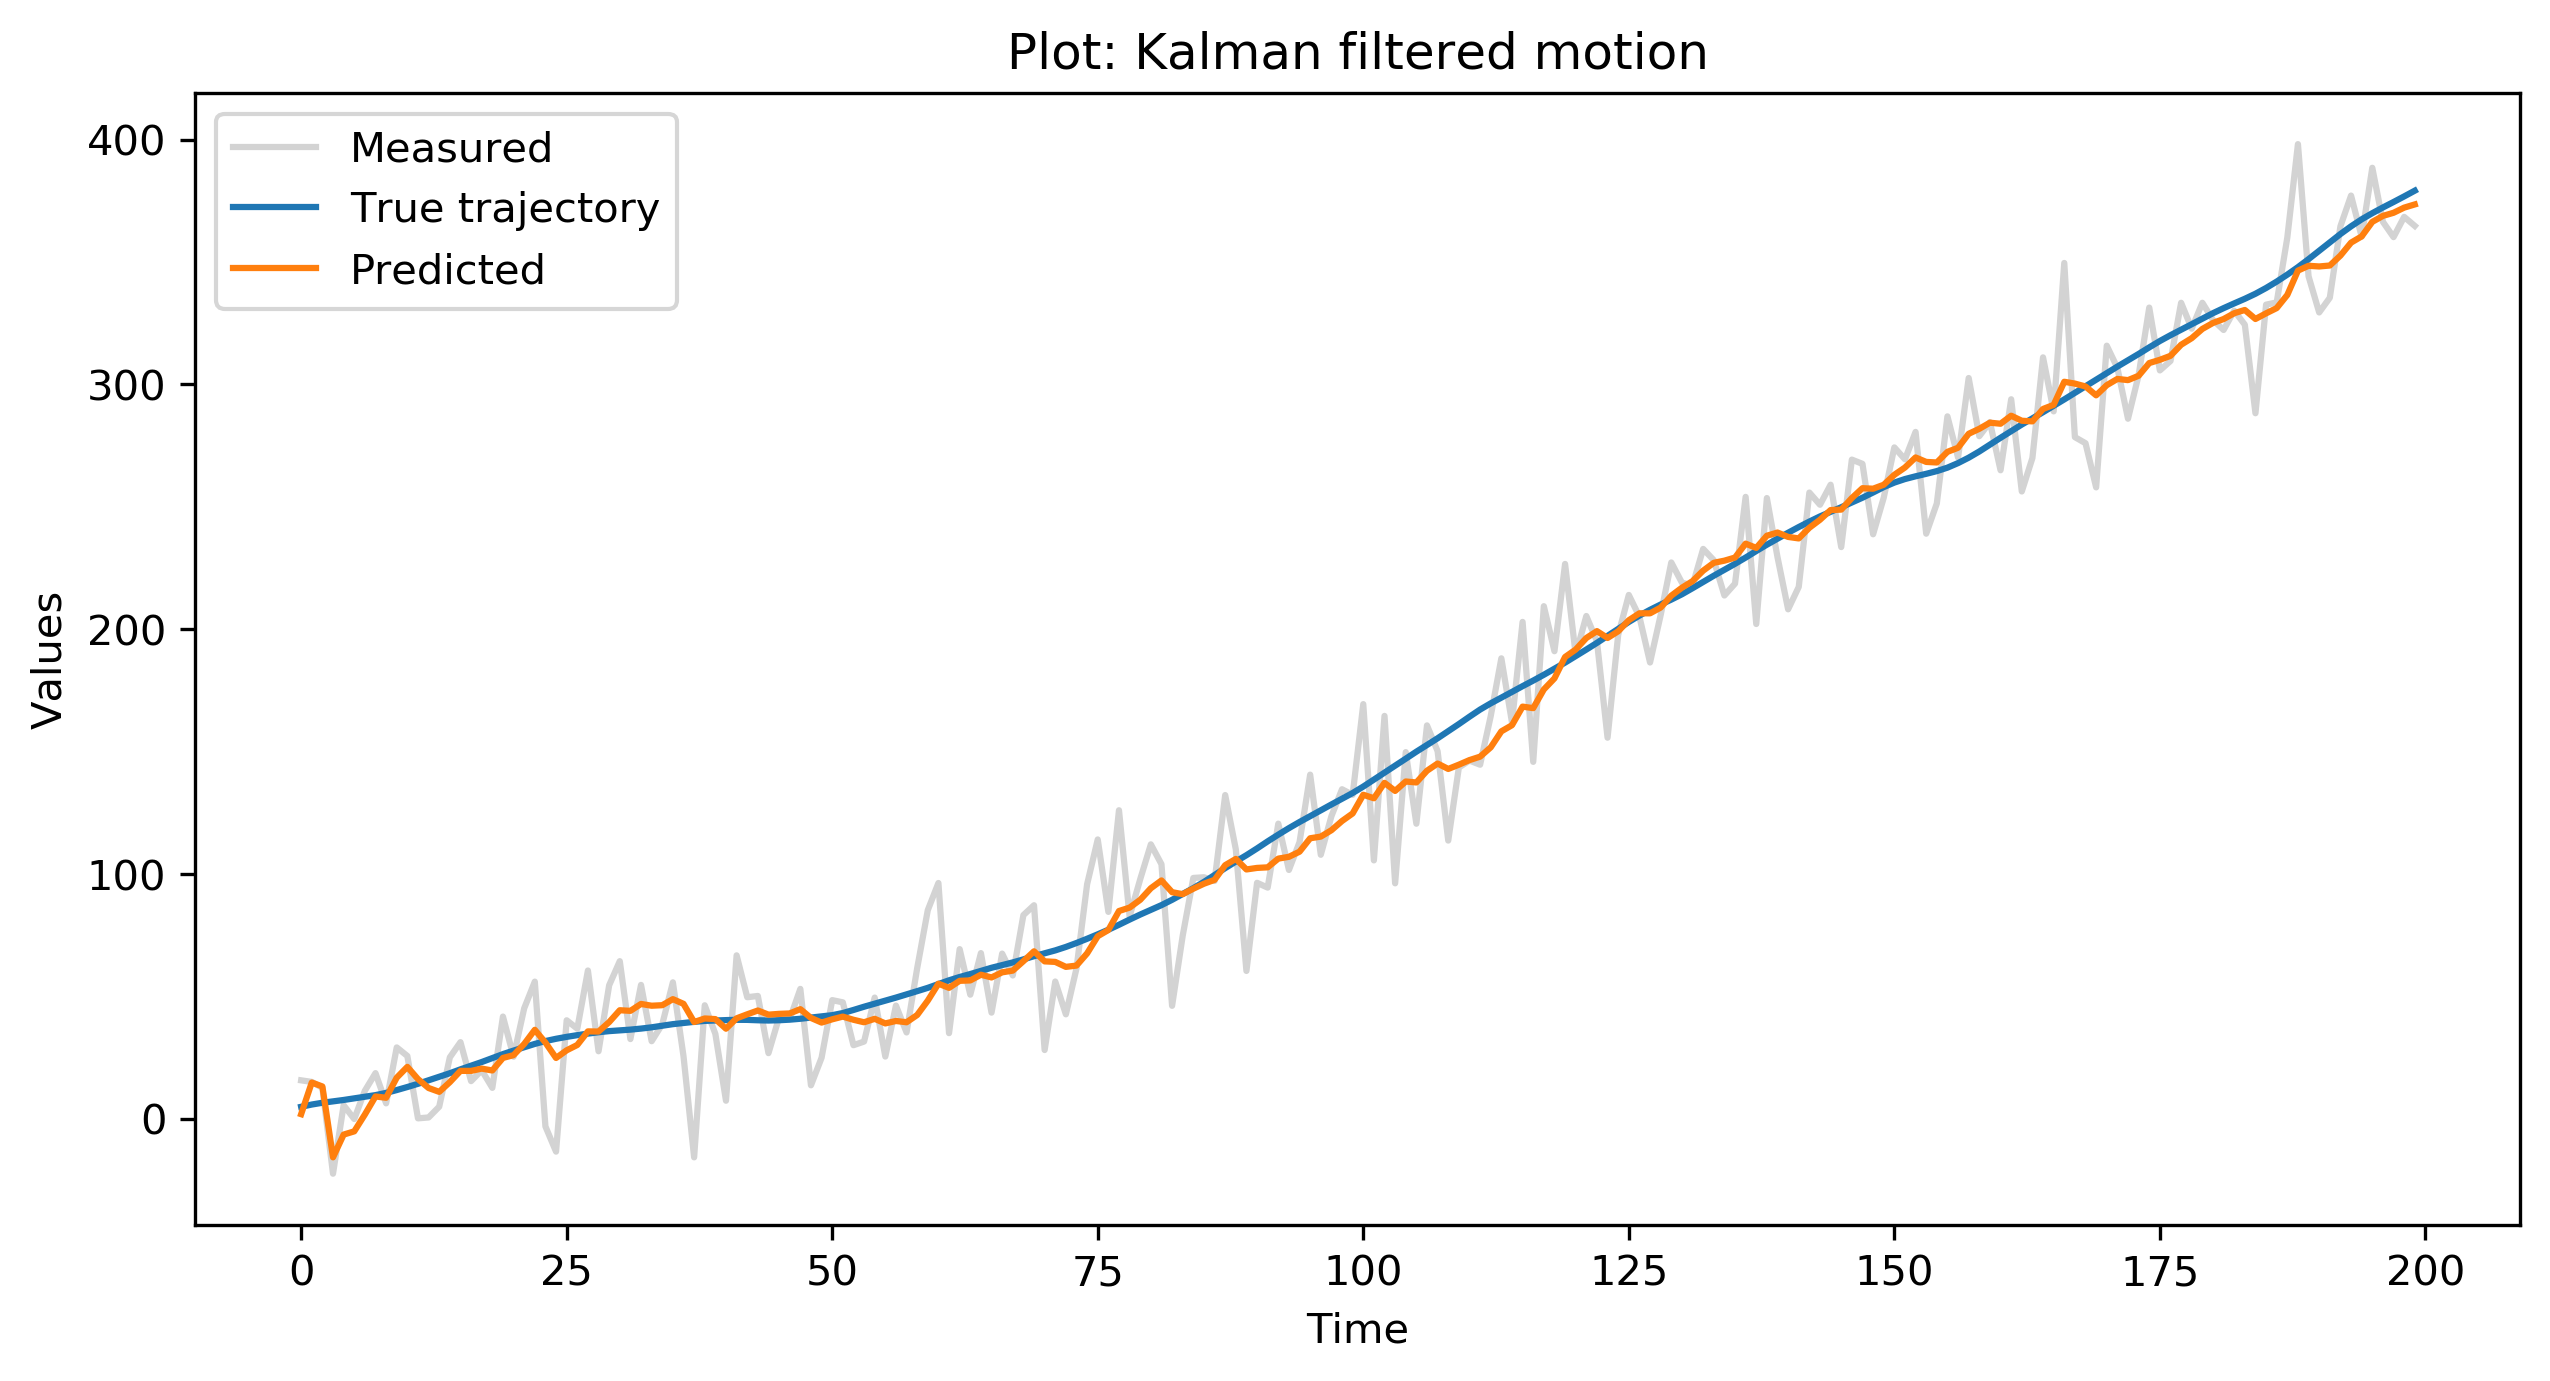 Plot: Kalman filtered motion
Measured
True trajectory
Predicted
400
300
200
100
0
Values
0 25 50 75 100 125 150 175 200
Time